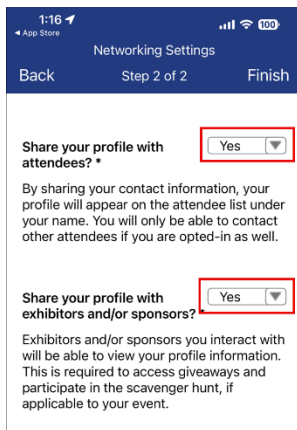 1:16
100
App Store
Networking Settings
Back Step 2 of 2 Finish
Share your profile with
attendees? *
Yes
By sharing your contact information, your
profile will appear on the attendee list under
your name. You will only be able to contact
other attendees if you are opted-in as well.
Share your profile with
exhibitors and/or sponsors? *
Yes
Exhibitors and/or sponsors you interact with
will be able to view your profile information.
This is required to access giveaways and
participate in the scavenger hunt, if
applicable to your event.